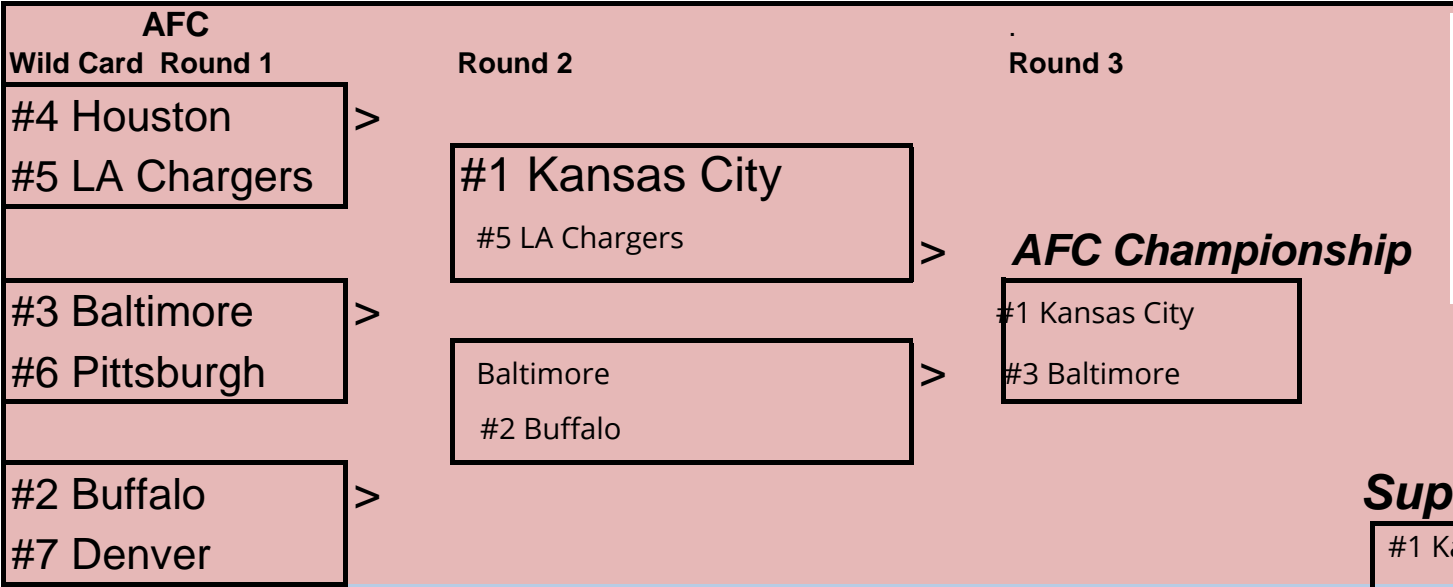 AFC
.
Wild Card Round 1
Round 2
Round 3
#4 Houston
>
#5 LA Chargers
#1 Kansas City
#5 LA Chargers
>
AFC Championship
#3 Baltimore
>
#1 Kansas City
#6 Pittsburgh
Baltimore
>
#3 Baltimore
#2 Buffalo
#2 Buffalo
>
Sup
#7 Denver
#1 Ka